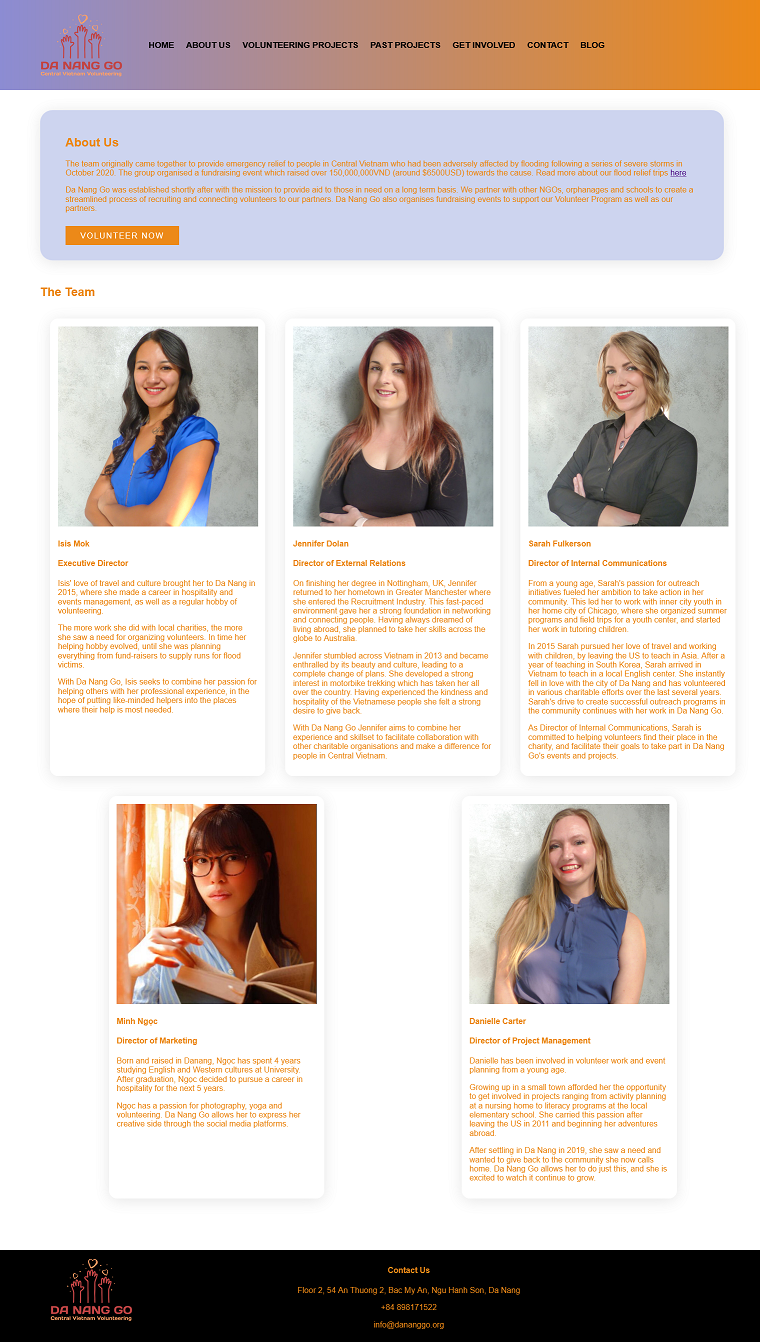 DA NANG GO
Central Vietnam Volunteering
HOME ABOUT US VOLUNTEERING PROJECTS PAST PROJECTS GET INVOLVED CONTACT BLOG
About Us
The team originally came together to provide emergency relief to people in Central Vietnam who had been adversely affected by flooding following a series of severe storms in
October 2020. The group organised a fundraising event which raised over 150,000,000VND (around $6500USD) towards the cause. Read more about our flood relief trips here
Da Nang Go was established shortly after with the mission to provide aid to those in need on a long term basis. We partner with other NGOs, orphanages and schools to create a
streamlined process of recruiting and connecting volunteers to our partners. Da Nang Go also organises fundraising events to support our Volunteer Program as well as our
partners.
VOLUNTEER NOW
The Team
Isis Mok
Executive Director
Isis' love of travel and culture brought her to Da Nang in
2015, where she made a career in hospitality and
events management, as well as a regular hobby of
volunteering.
The more work she did with local charities, the more
she saw a need for organizing volunteers. In time her
helping hobby evolved, until she was planning
everything from fund-raisers to supply runs for flood
victims.
With Da Nang Go, Isis seeks to combine her passion for
helping others with her professional experience, in the
hope of putting like-minded helpers into the places
where their help is most needed.
Jennifer Dolan
Director of External Relations
On finishing her degree in Nottingham, UK, Jennifer
returned to her hometown in Greater Manchester where
she entered the Recruitment Industry. This fast-paced
environment gave her a strong foundation in networking
and connecting people. Having always dreamed of
living abroad, she planned to take her skills across the
globe to Australia.
Jennifer stumbled across Vietnam in 2013 and became
enthralled by its beauty and culture, leading to a
complete change of plans. She developed a strong
interest in motorbike trekking which has taken her all
over the country. Having experienced the kindness and
hospitality of the Vietnamese people she felt a strong
desire to give back.
With Da Nang Go Jennifer aims to combine her
experience and skillset to facilitate collaboration with
other charitable organisations and make a difference for
people in Central Vietnam.
Sarah Fulkerson
Director of Internal Communications
From a young age, Sarah's passion for outreach
initiatives fueled her ambition to take action in her
community. This led her to work with inner city youth in
her home city of Chicago, where she organized summer
programs and field trips for a youth center, and started
her work in tutoring children.
In 2015 Sarah pursued her love of travel and working
with children, by leaving the US to teach in Asia. After a
year of teaching in South Korea, Sarah arrived in
Vietnam to teach in a local English center. She instantly
fell in love with the city of Da Nang and has volunteered
in various charitable efforts over the last several years.
Sarah's drive to create successful outreach programs in
the community continues with her work in Da Nang Go.
As Director of Internal Communications, Sarah is
committed to helping volunteers find their place in the
charity, and facilitate their goals to take part in Da Nang
Go's events and projects.
Minh Ngọc
Director of Marketing
Born and raised in Danang, Ngọc has spent 4 years
studying English and Western cultures at University.
After graduation, Ngọc decided to pursue a career in
hospitality for the next 5 years.
Ngọc has a passion for photography, yoga and
volunteering. Da Nang Go allows her to express her
creative side through the social media platforms.
Danielle Carter
Director of Project Management
Danielle has been involved in volunteer work and event
planning from a young age.
Growing up in a small town afforded her the opportunity
to get involved in projects ranging from activity planning
at a nursing home to literacy programs at the local
elementary school. She carried this passion after
leaving the US in 2011 and beginning her adventures
abroad.
After settling in Da Nang in 2019, she saw a need and
wanted to give back to the community she now calls
home. Da Nang Go allows her to do just this, and she is
excited to watch it continue to grow.
DA NANG GO
Central Vietnam Volunteering
Contact Us
Floor 2, 54 An Thuong 2, Bac My An, Ngu Hanh Son, Da Nang
+84 898171522
info@dananggo.org